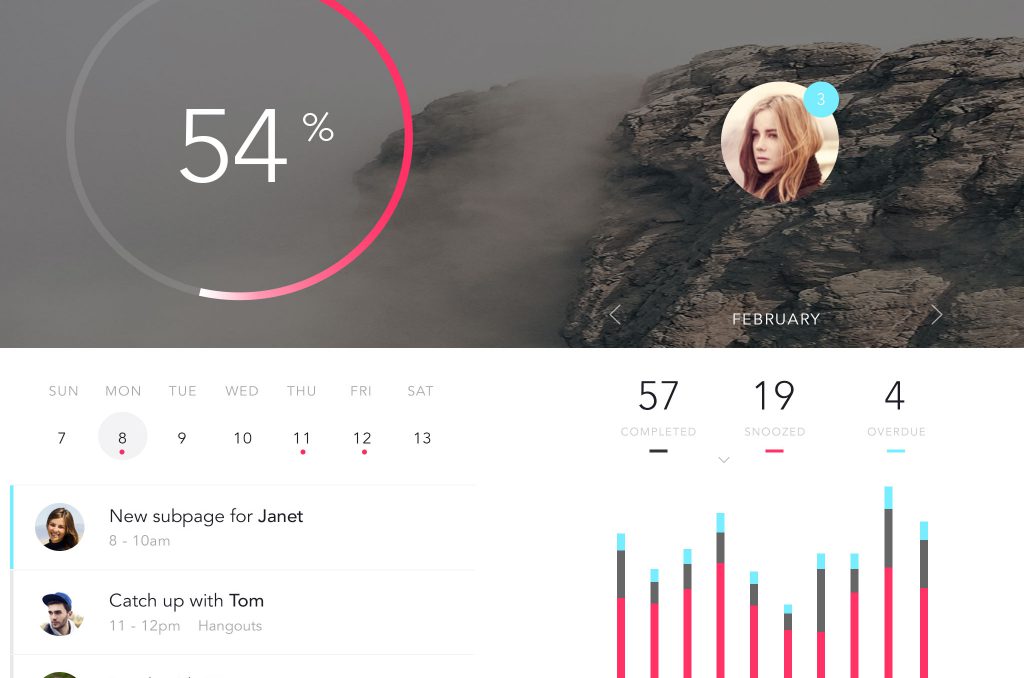 54 %
3
FEBRUARY
SUN MON TUE WED THU FRI SAT
7 8 9 10 11 12 13
New subpage for Janet
8 - 10am
Catch up with Tom
11 - 12pm Hangouts
57 19 4
COMPLETED SNOOZED OVERDUE